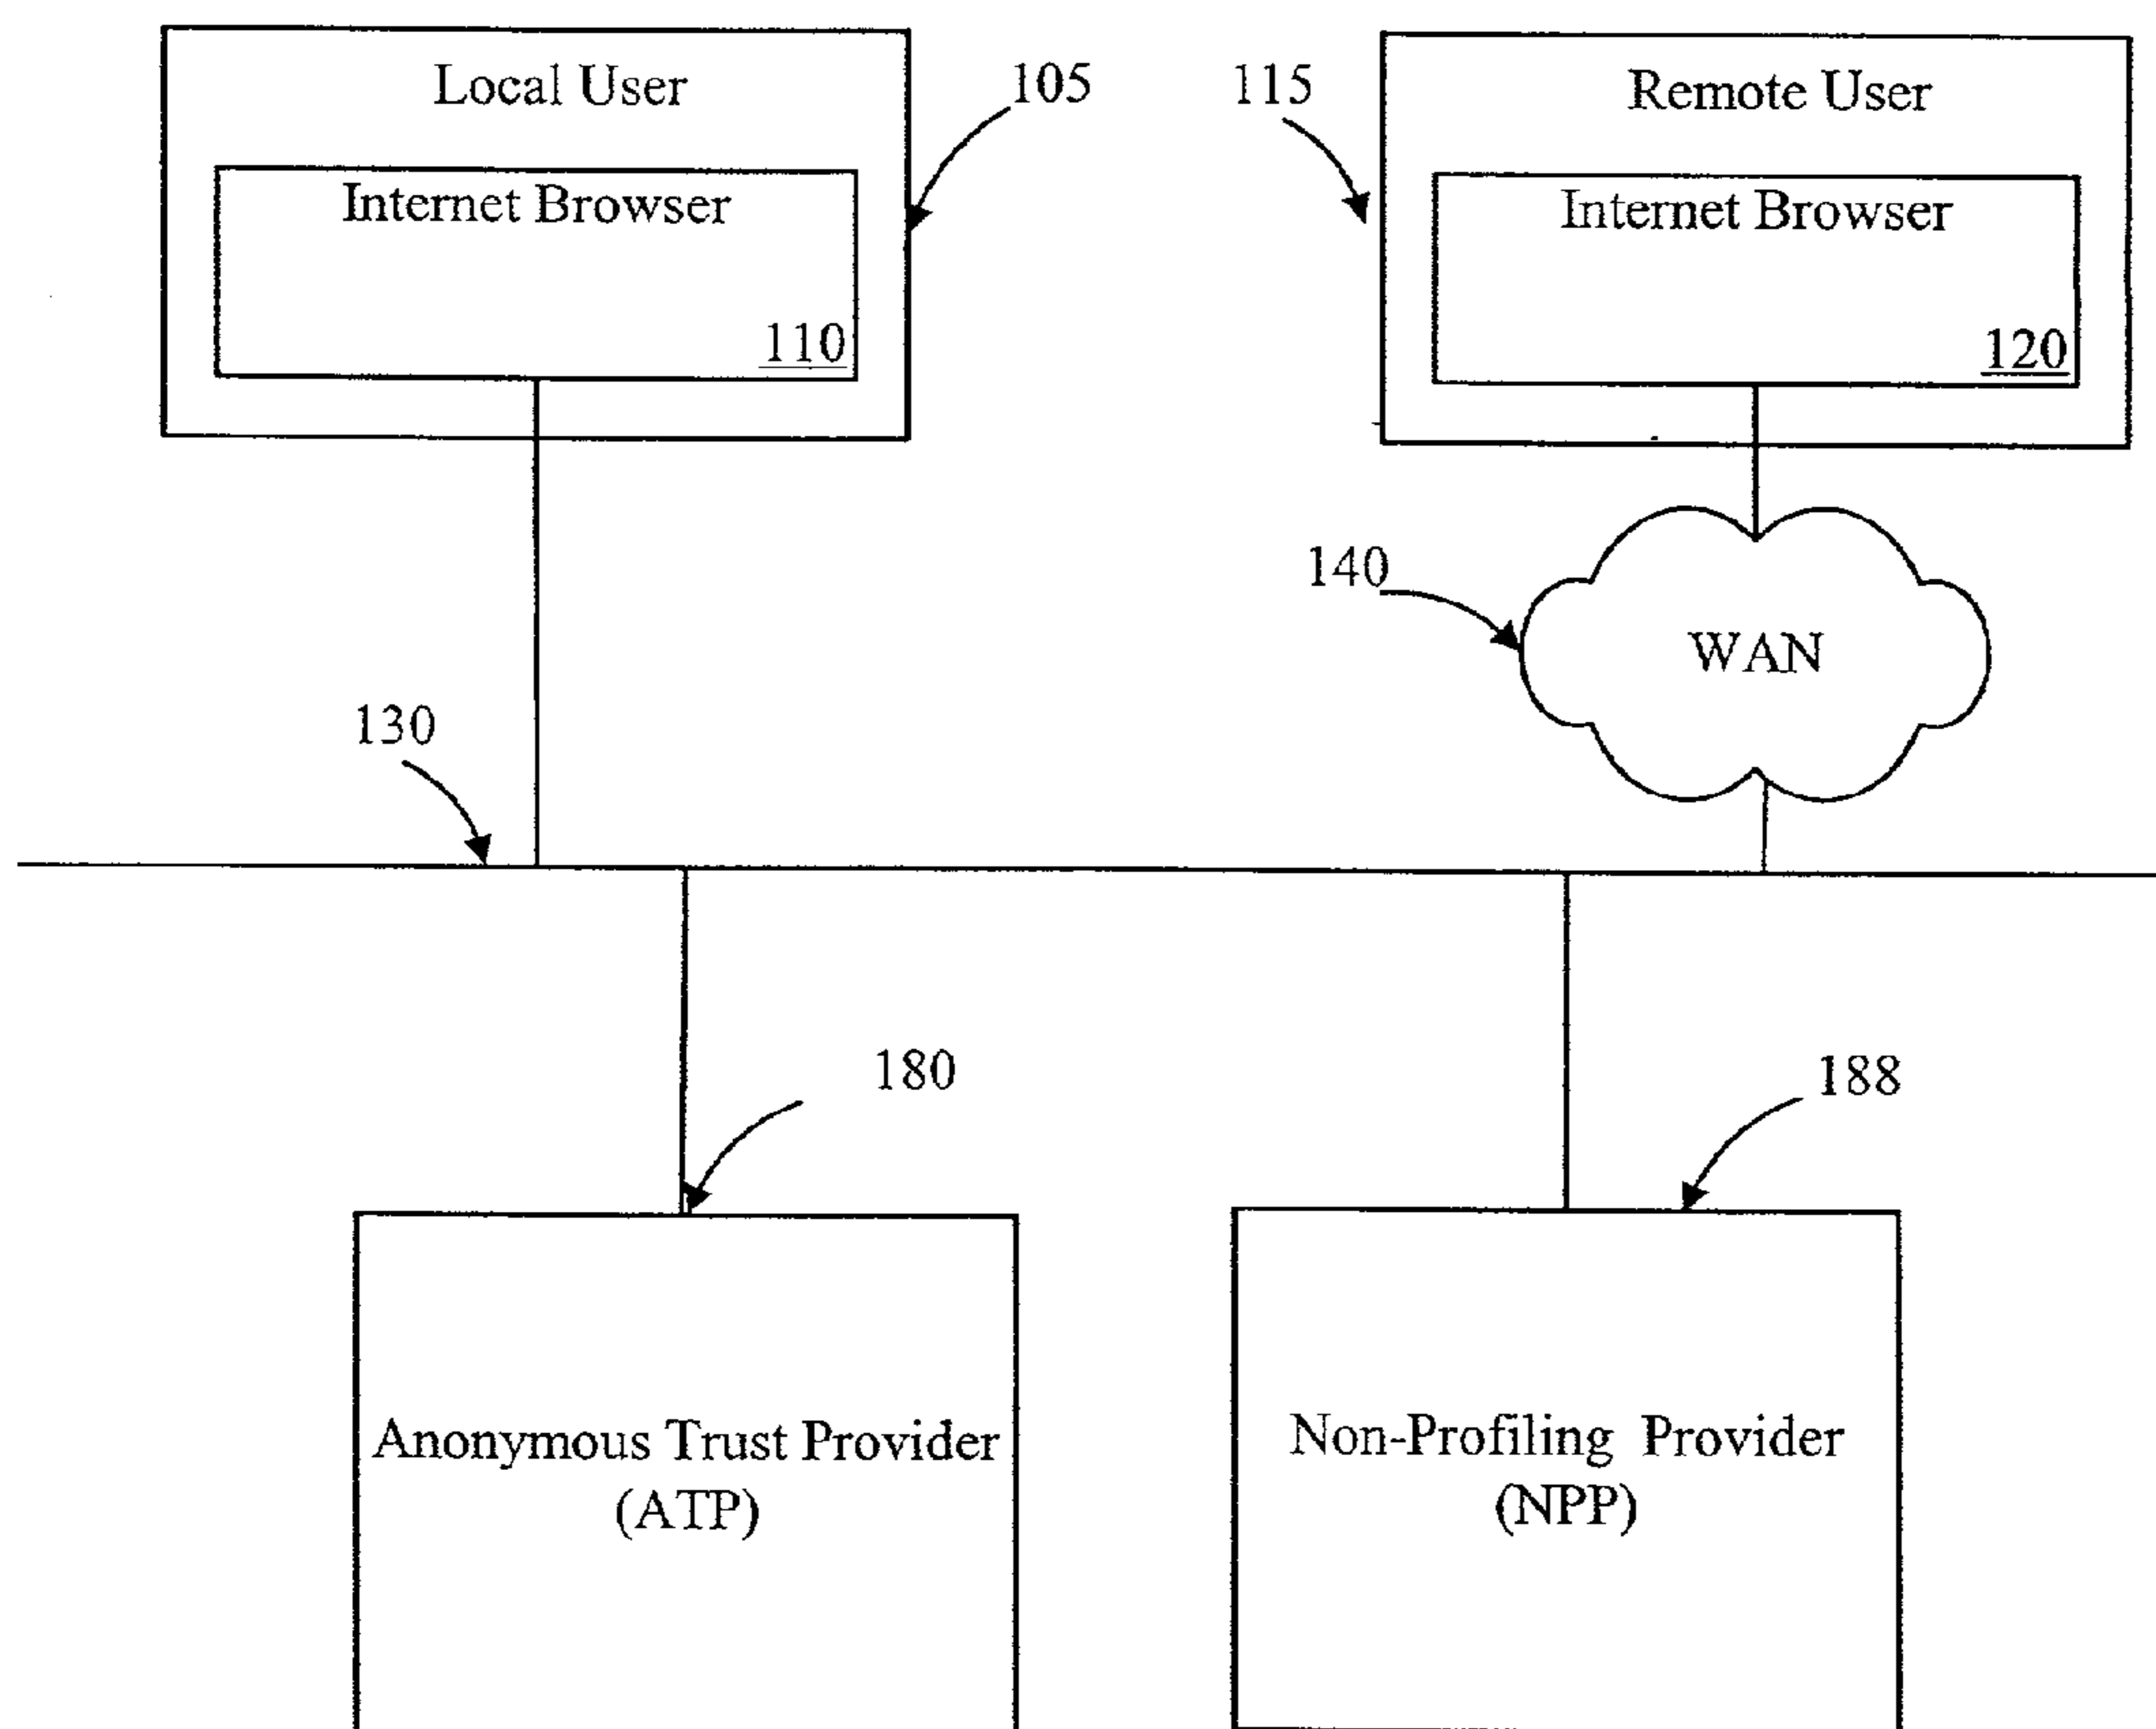 Local User
105
115
Remote User
Internet Browser
110
Internet Browser
120
140
WAN
130
180
188
Anonymous Trust Provider
(ATP)
Non-Profiling Provider
(NPP)